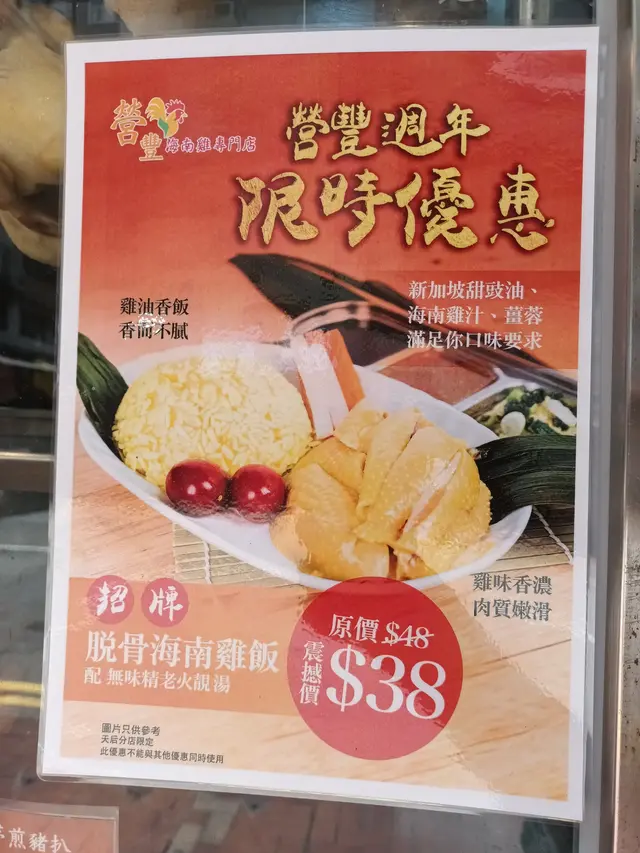 營豐
海南雞專門店
營豐週年
限時優惠
雞油香飯
香而不膩
新加坡甜豉油、
海南雞汁、薑蓉
滿足你口味要求
雞味香濃
肉質嫩滑
招牌
脱骨海南雞飯
配 無味精老火靚湯
原價 $48
震撼價
$38
圖片只供參考
天后分店限定
此優惠不能與其他優惠同時使用
煎豬扒